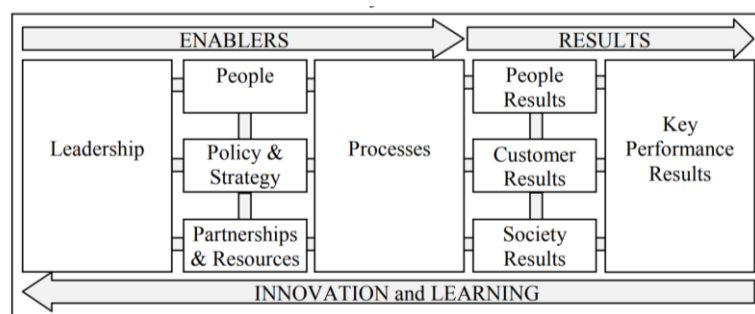 ENABLERS
RESULTS
Leadership
People
Policy &
Strategy
Partnerships
& Resources
Processes
People
Results
Customer
Results
Society
Results
Key
Performance
Results
INNOVATION and LEARNING